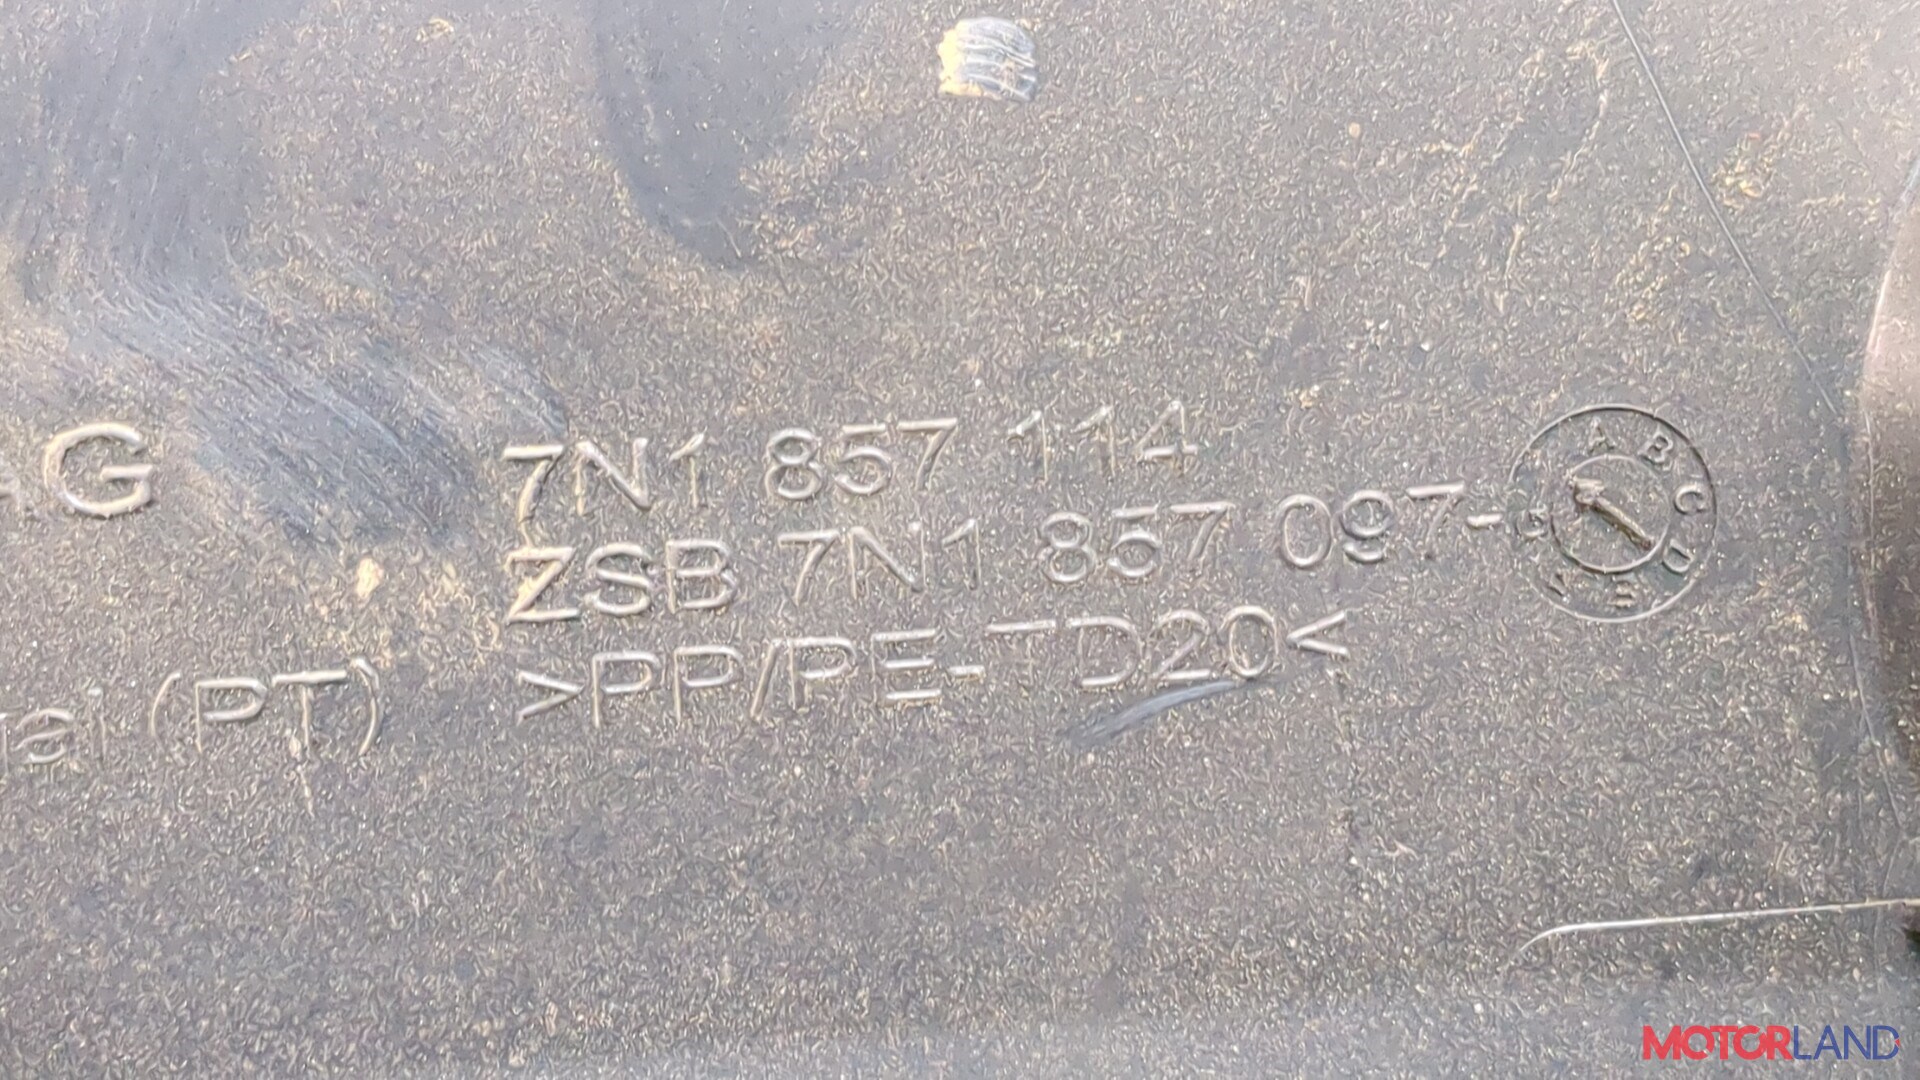 G 7N1 857 114
ZSB 7N1 857 097-
(PT) >PP/PE-TD20<
A B C D E F G
MOTORLAND